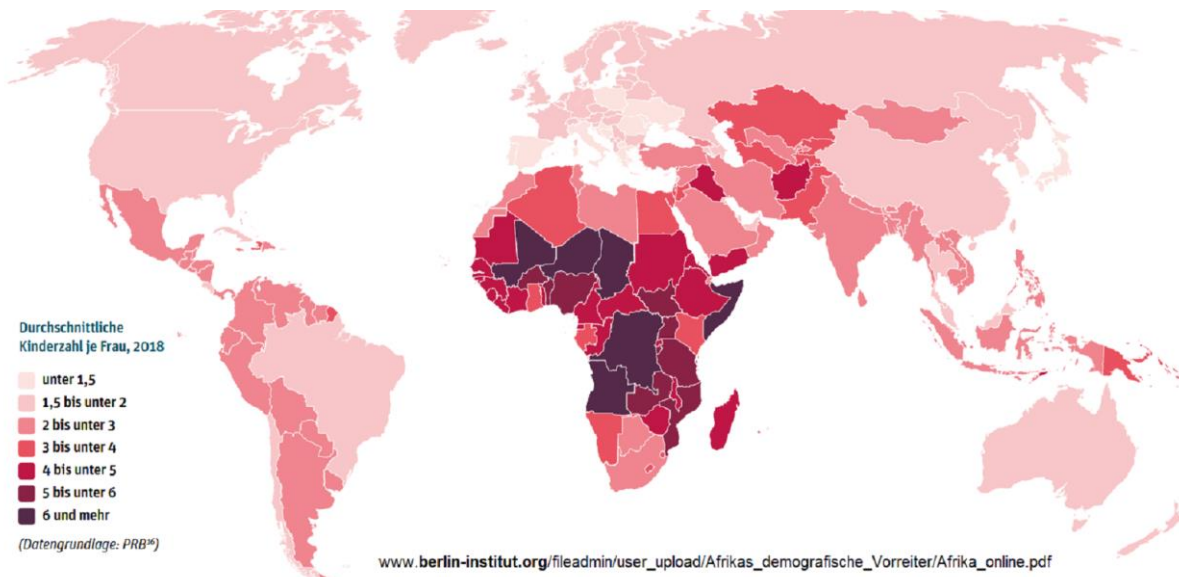 Durchschnittliche
Kinderzahl je Frau, 2018
unter 1,5
1,5 bis unter 2
2 bis unter 3
3 bis unter 4
4 bis unter 5
5 bis unter 6
6 und mehr
(Datengrundlage: PRB³⁶)
www.berlin-institut.org/fileadmin/user_upload/Afrikas_demografische_Vorreiter/Afrika_online.pdf